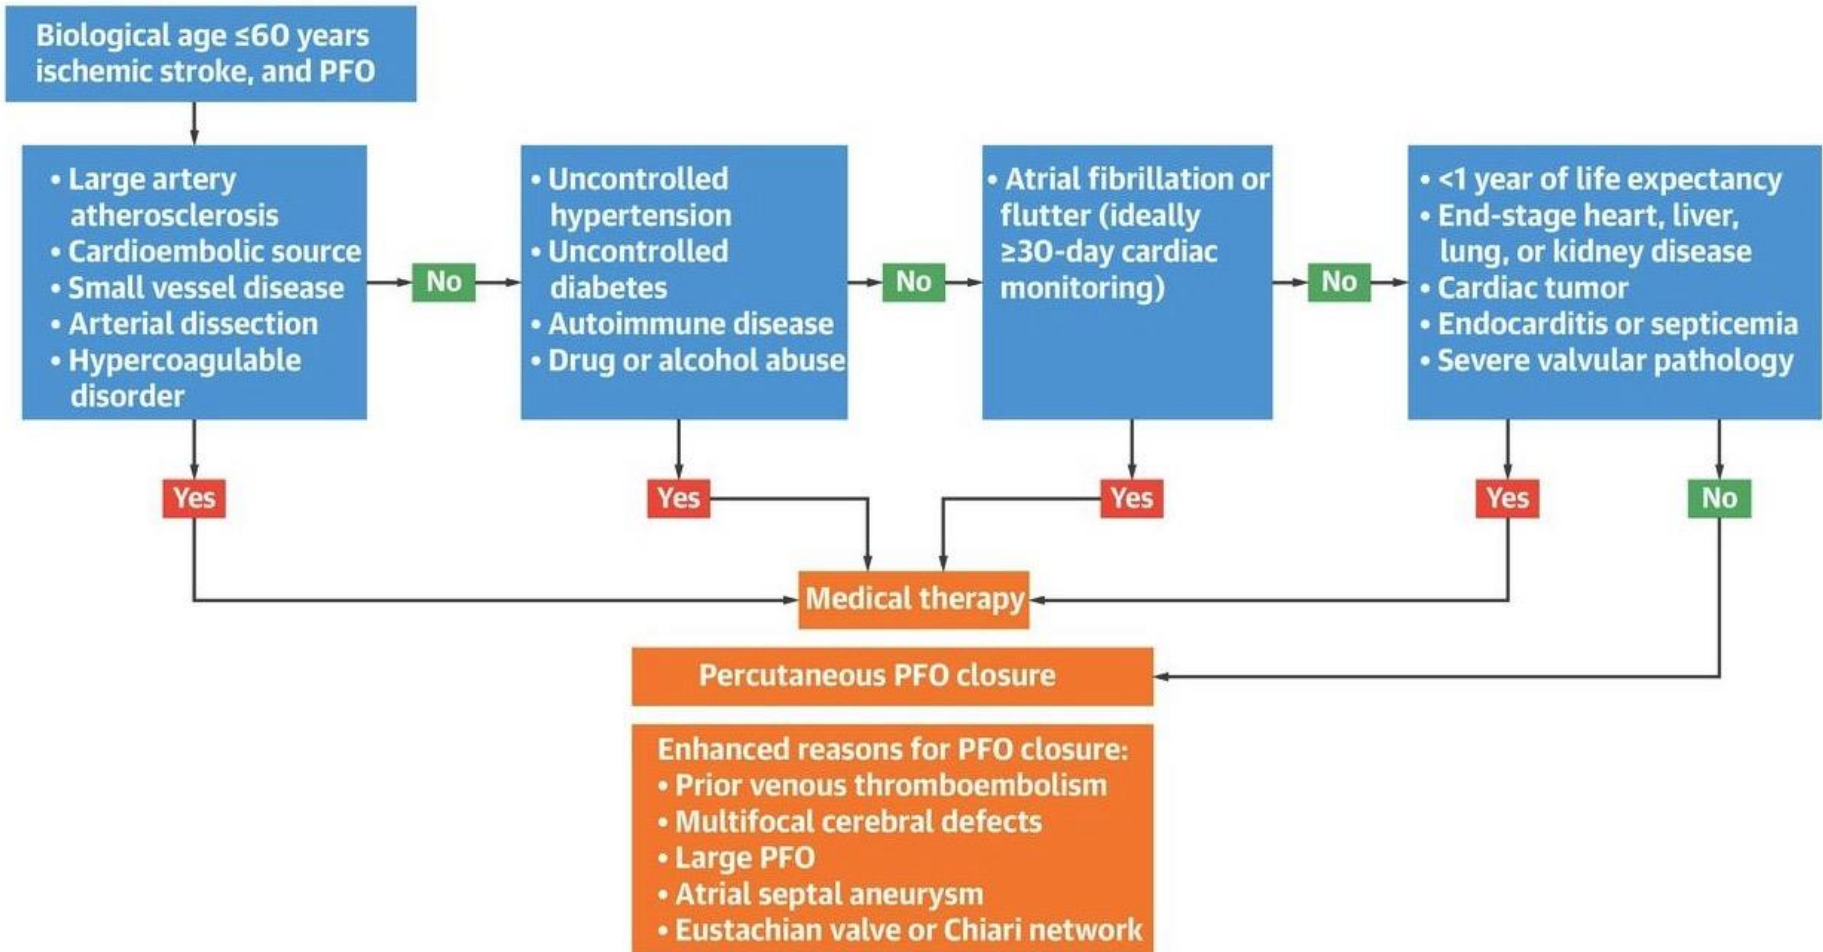 Biological age ≤60 years
ischemic stroke, and PFO
• Large artery
atherosclerosis
• Cardioembolic source
• Small vessel disease
• Arterial dissection
• Hypercoagulable
disorder
No
• Uncontrolled
hypertension
• Uncontrolled
diabetes
• Autoimmune disease
• Drug or alcohol abuse
No
• Atrial fibrillation or
flutter (ideally
≥30-day cardiac
monitoring)
No
• <1 year of life expectancy
• End-stage heart, liver,
lung, or kidney disease
• Cardiac tumor
• Endocarditis or septicemia
• Severe valvular pathology
Yes
Yes
Yes
Yes
No
Medical therapy
Percutaneous PFO closure
Enhanced reasons for PFO closure:
• Prior venous thromboembolism
• Multifocal cerebral defects
• Large PFO
• Atrial septal aneurysm
• Eustachian valve or Chiari network